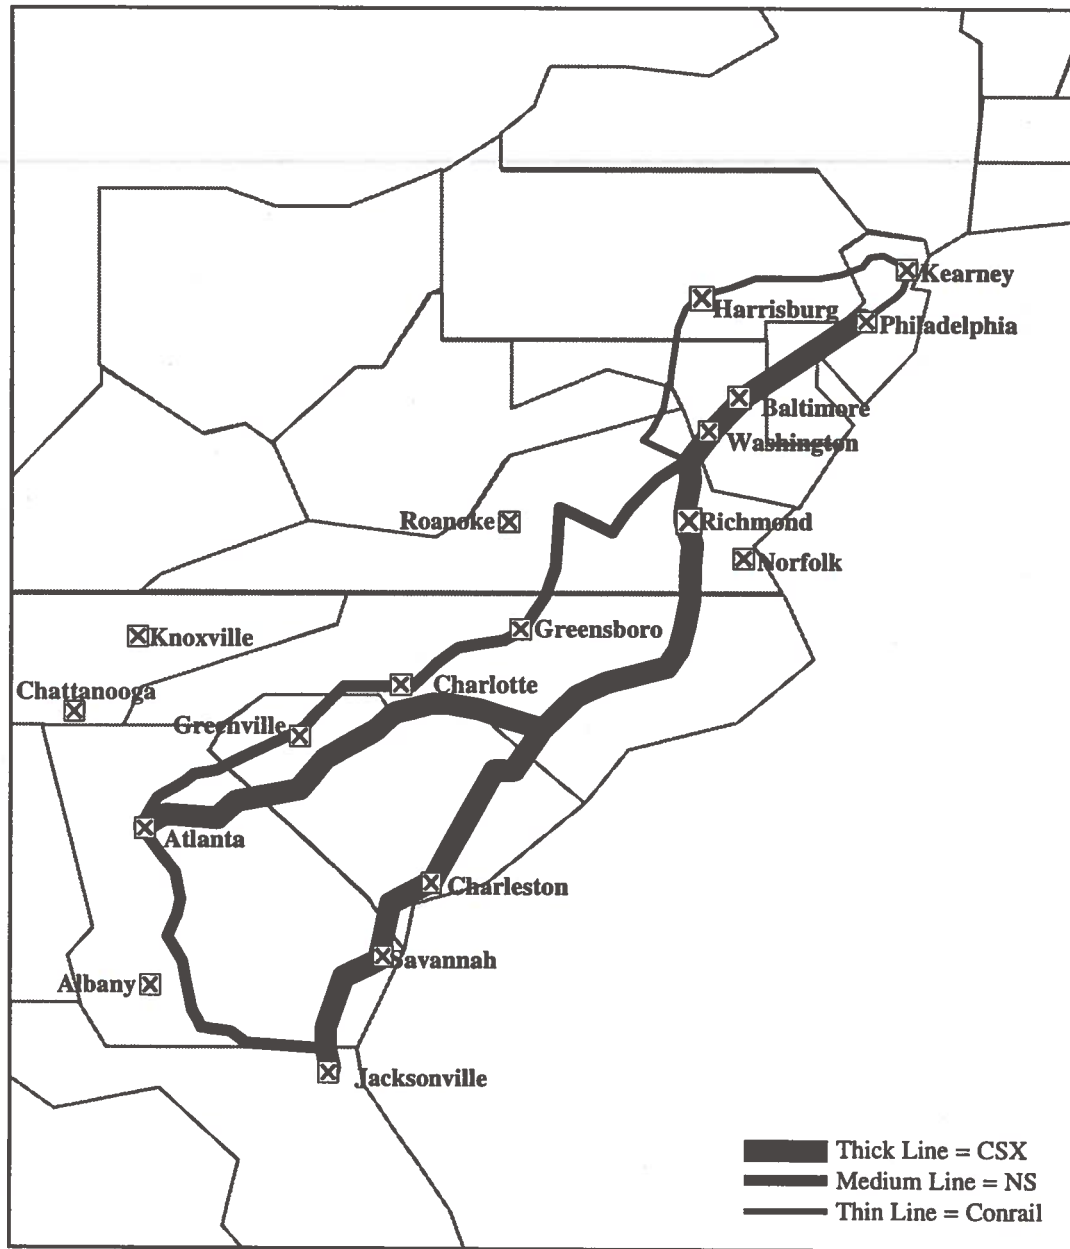 Kearney
Harrisburg
Philadelphia
Baltimore
Washington
Roanoke
Richmond
Norfolk
Knoxville
Greensboro
Chattanooga
Charlotte
Greenville
Atlanta
Charleston
Savannah
Albany
Jacksonville
Thick Line = CSX
Medium Line = NS
Thin Line = Conrail